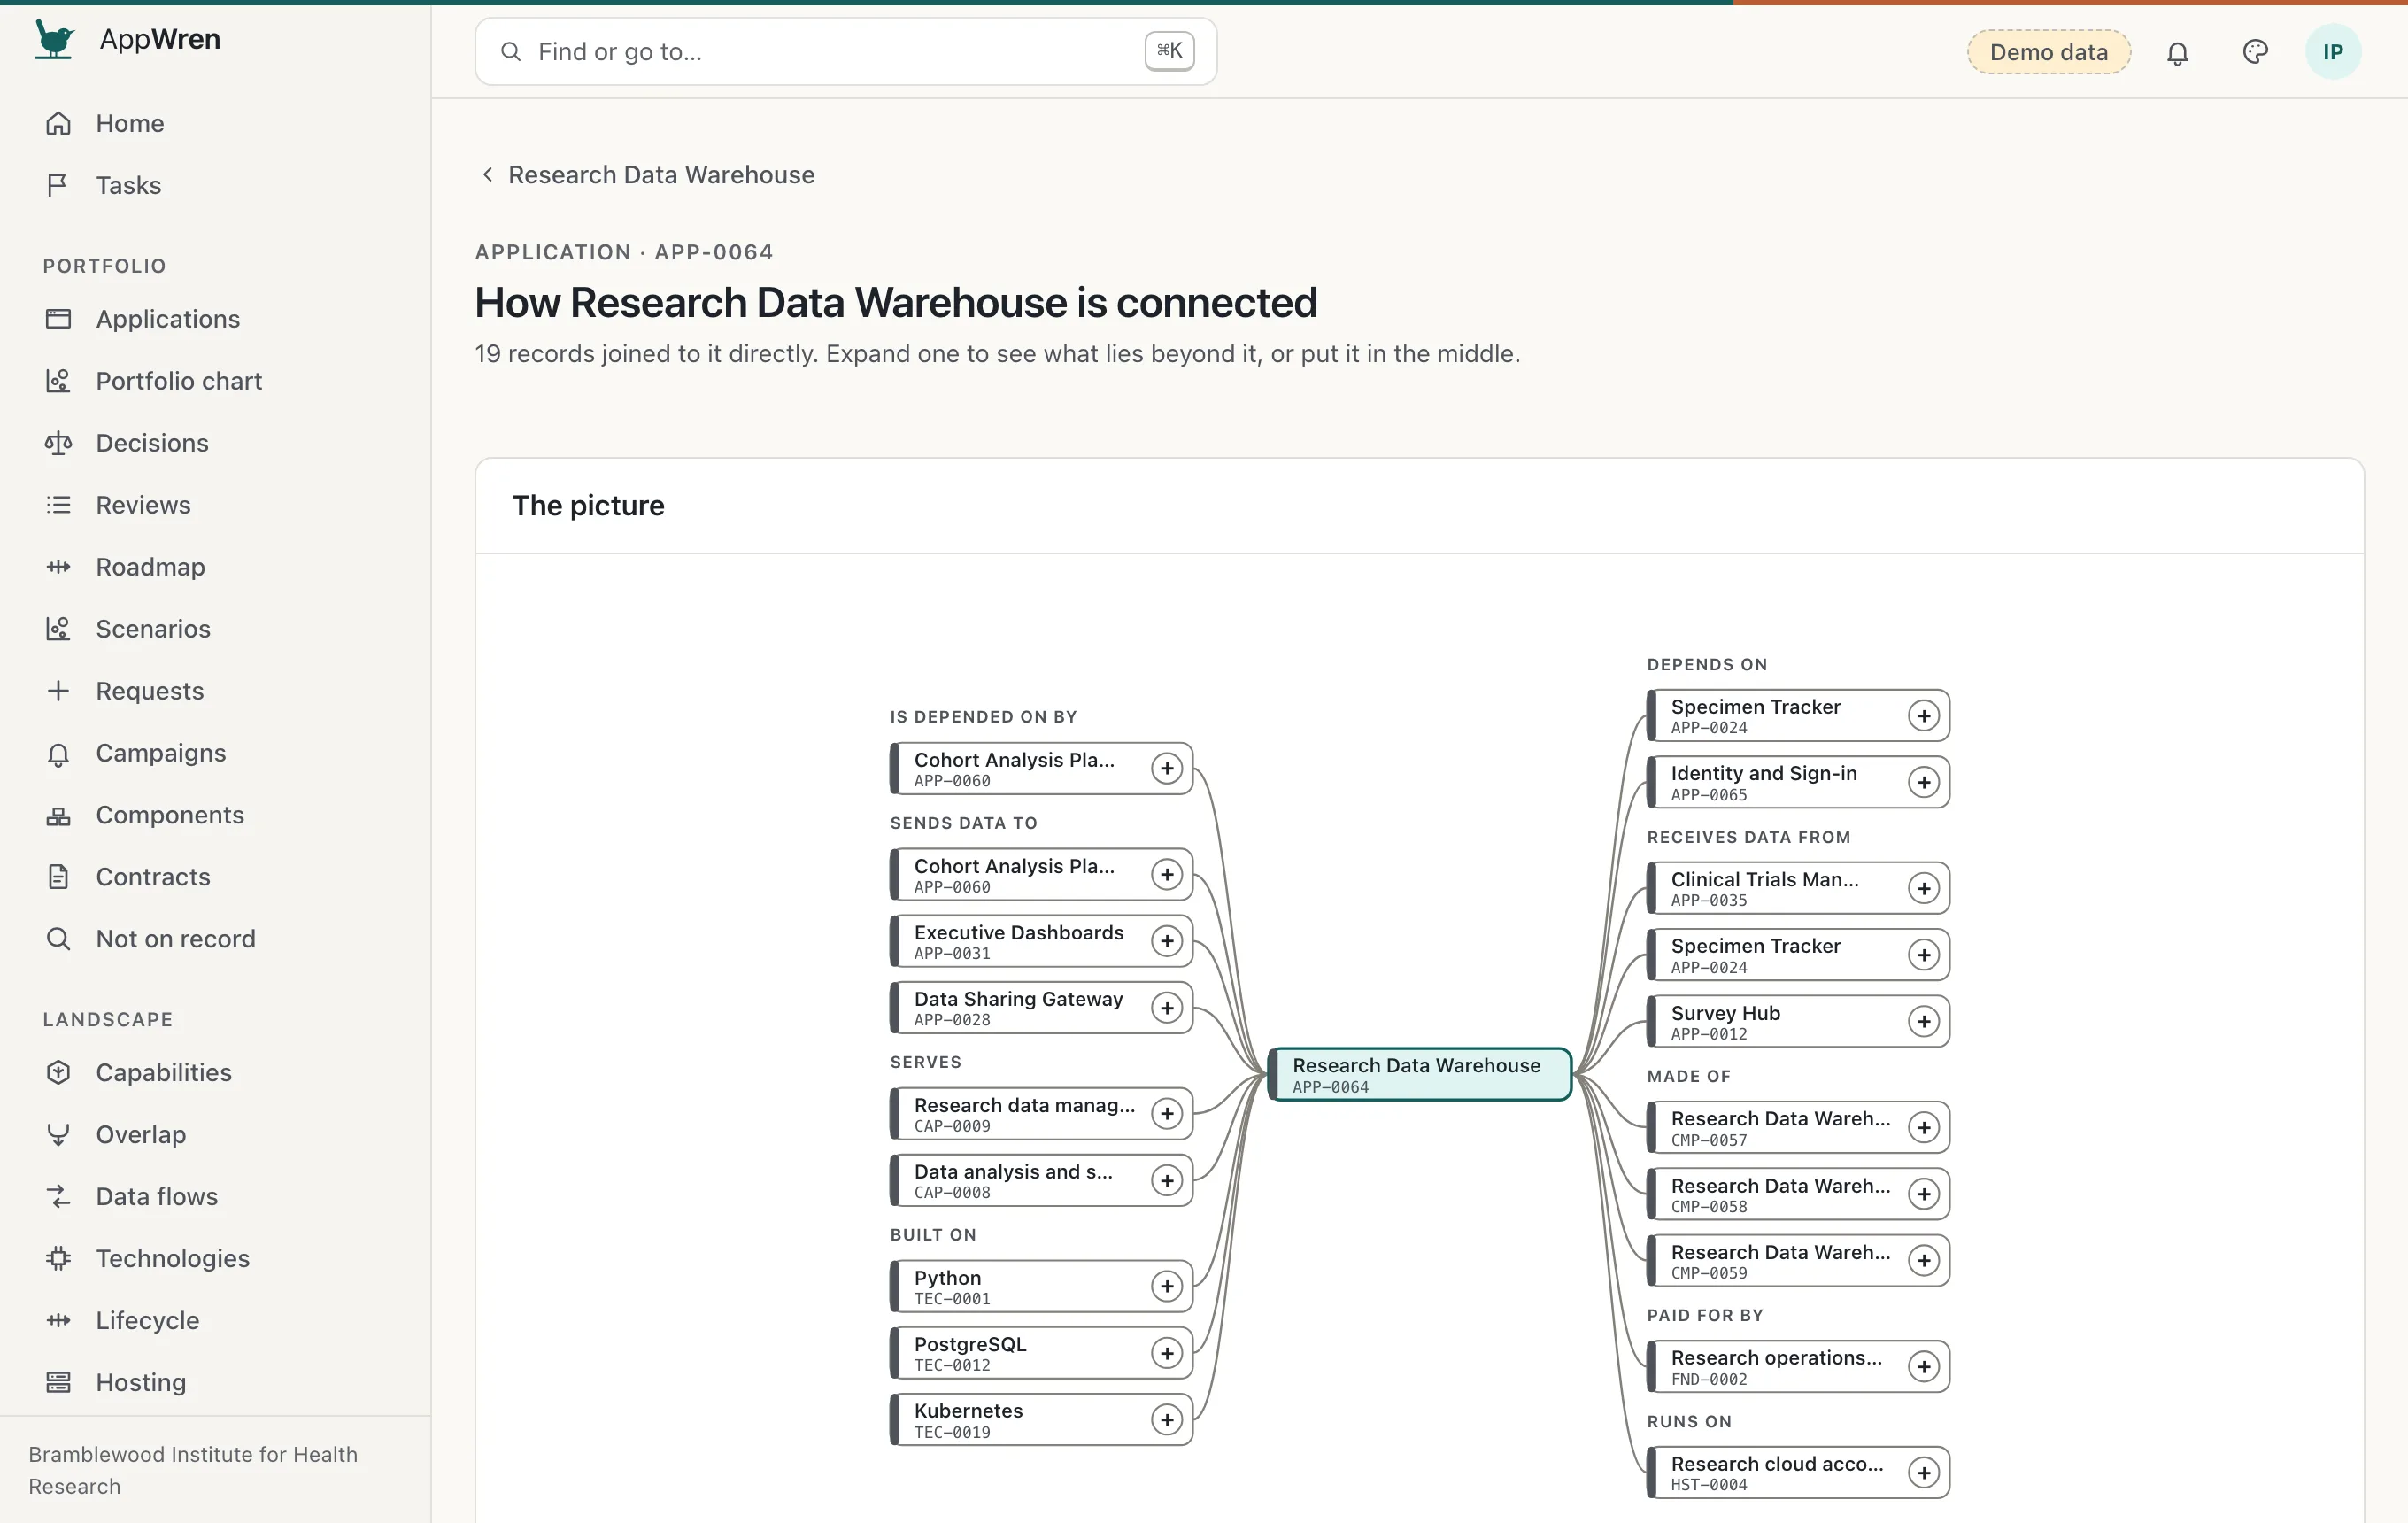 AppWren
Find or go to...
⌘K
Demo data
IP
Home
Tasks
PORTFOLIO
Applications
Portfolio chart
Decisions
Reviews
Roadmap
Scenarios
Requests
Campaigns
Components
Contracts
Not on record
LANDSCAPE
Capabilities
Overlap
Data flows
Technologies
Lifecycle
Hosting
Bramblewood Institute for Health
Research
Research Data Warehouse
APPLICATION · APP-0064
How Research Data Warehouse is connected
19 records joined to it directly. Expand one to see what lies beyond it, or put it in the middle.
The picture
IS DEPENDED ON BY
Cohort Analysis Pla...
APP-0060
SENDS DATA TO
Cohort Analysis Pla...
APP-0060
Executive Dashboards
APP-0031
Data Sharing Gateway
APP-0028
SERVES
Research data manag...
CAP-0009
Data analysis and s...
CAP-0008
BUILT ON
Python
TEC-0001
PostgreSQL
TEC-0012
Kubernetes
TEC-0019
Research Data Warehouse
APP-0064
DEPENDS ON
Specimen Tracker
APP-0024
Identity and Sign-in
APP-0065
RECEIVES DATA FROM
Clinical Trials Man...
APP-0035
Specimen Tracker
APP-0024
Survey Hub
APP-0012
MADE OF
Research Data Wareh...
CMP-0057
Research Data Wareh...
CMP-0058
Research Data Wareh...
CMP-0059
PAID FOR BY
Research operations...
FND-0002
RUNS ON
Research cloud acco...
HST-0004